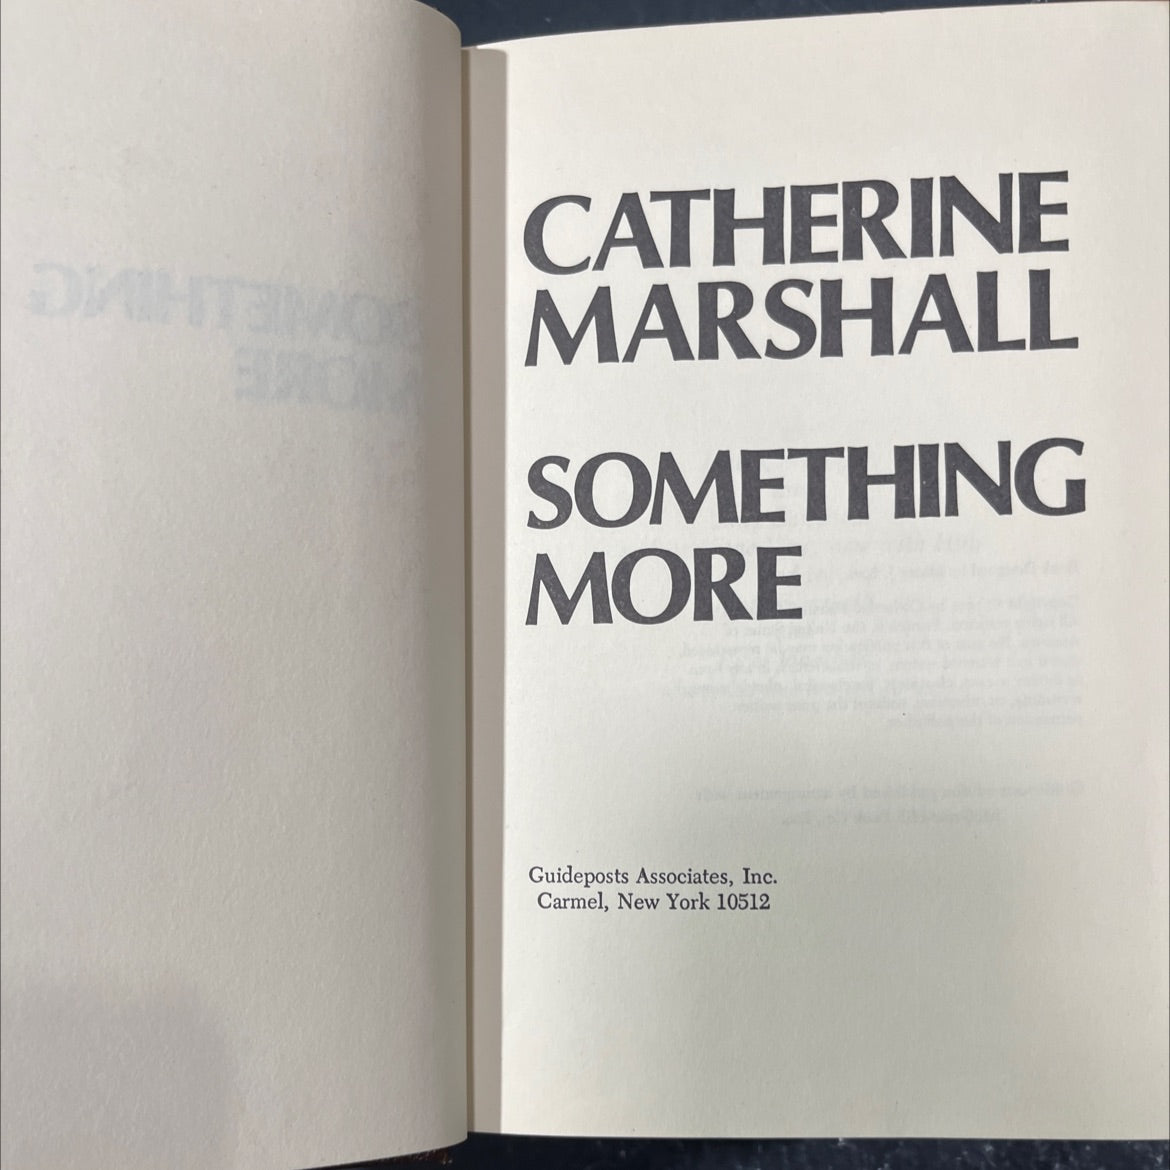 CATHERINE
MARSHALL
SOMETHING
MORE
Guideposts Associates, Inc.
Carmel, New York 10512